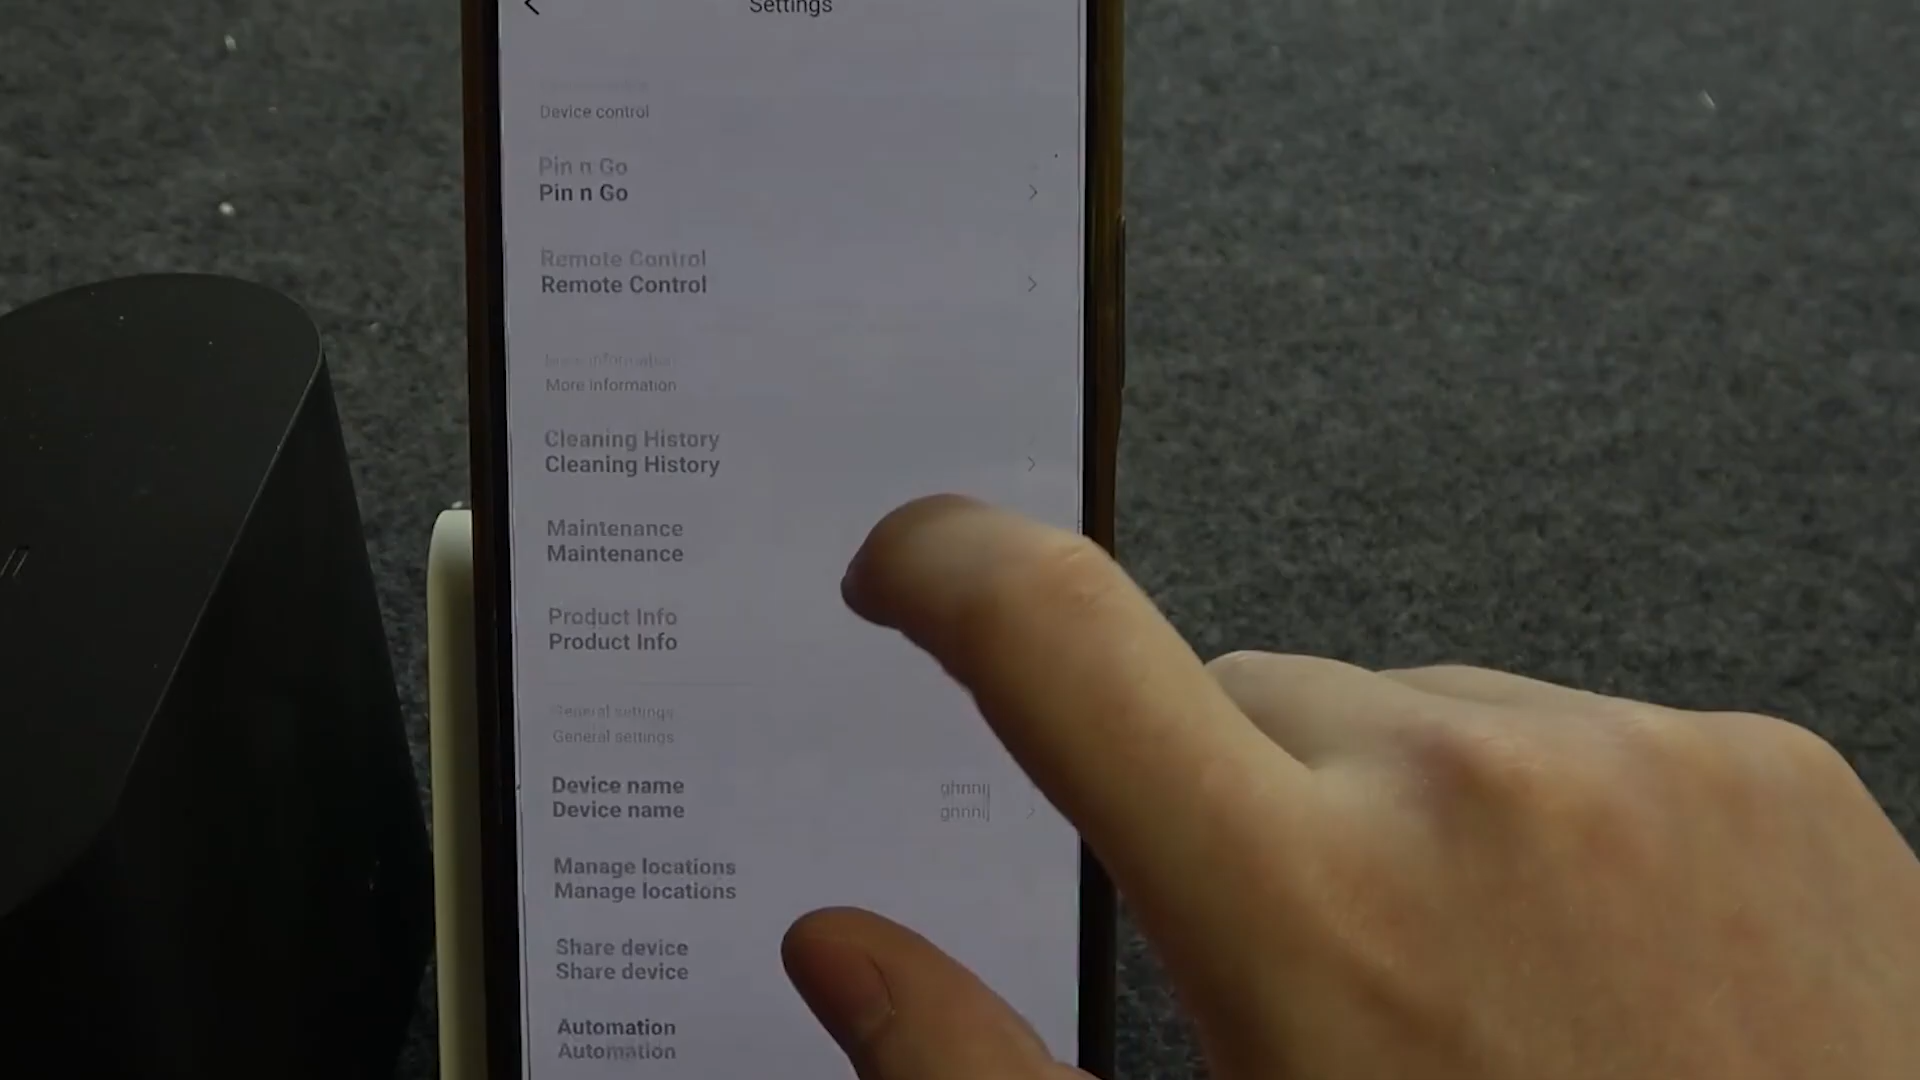 Settings
Device control
Pin n Go
Pin n Go
Remote Control
Remote Control
More information
More information
Cleaning History
Cleaning History
Maintenance
Maintenance
Product Info
Product Info
General settings
General settings
Device name
Device name
Manage locations
Manage locations
Share device
Share device
Automation
Automation